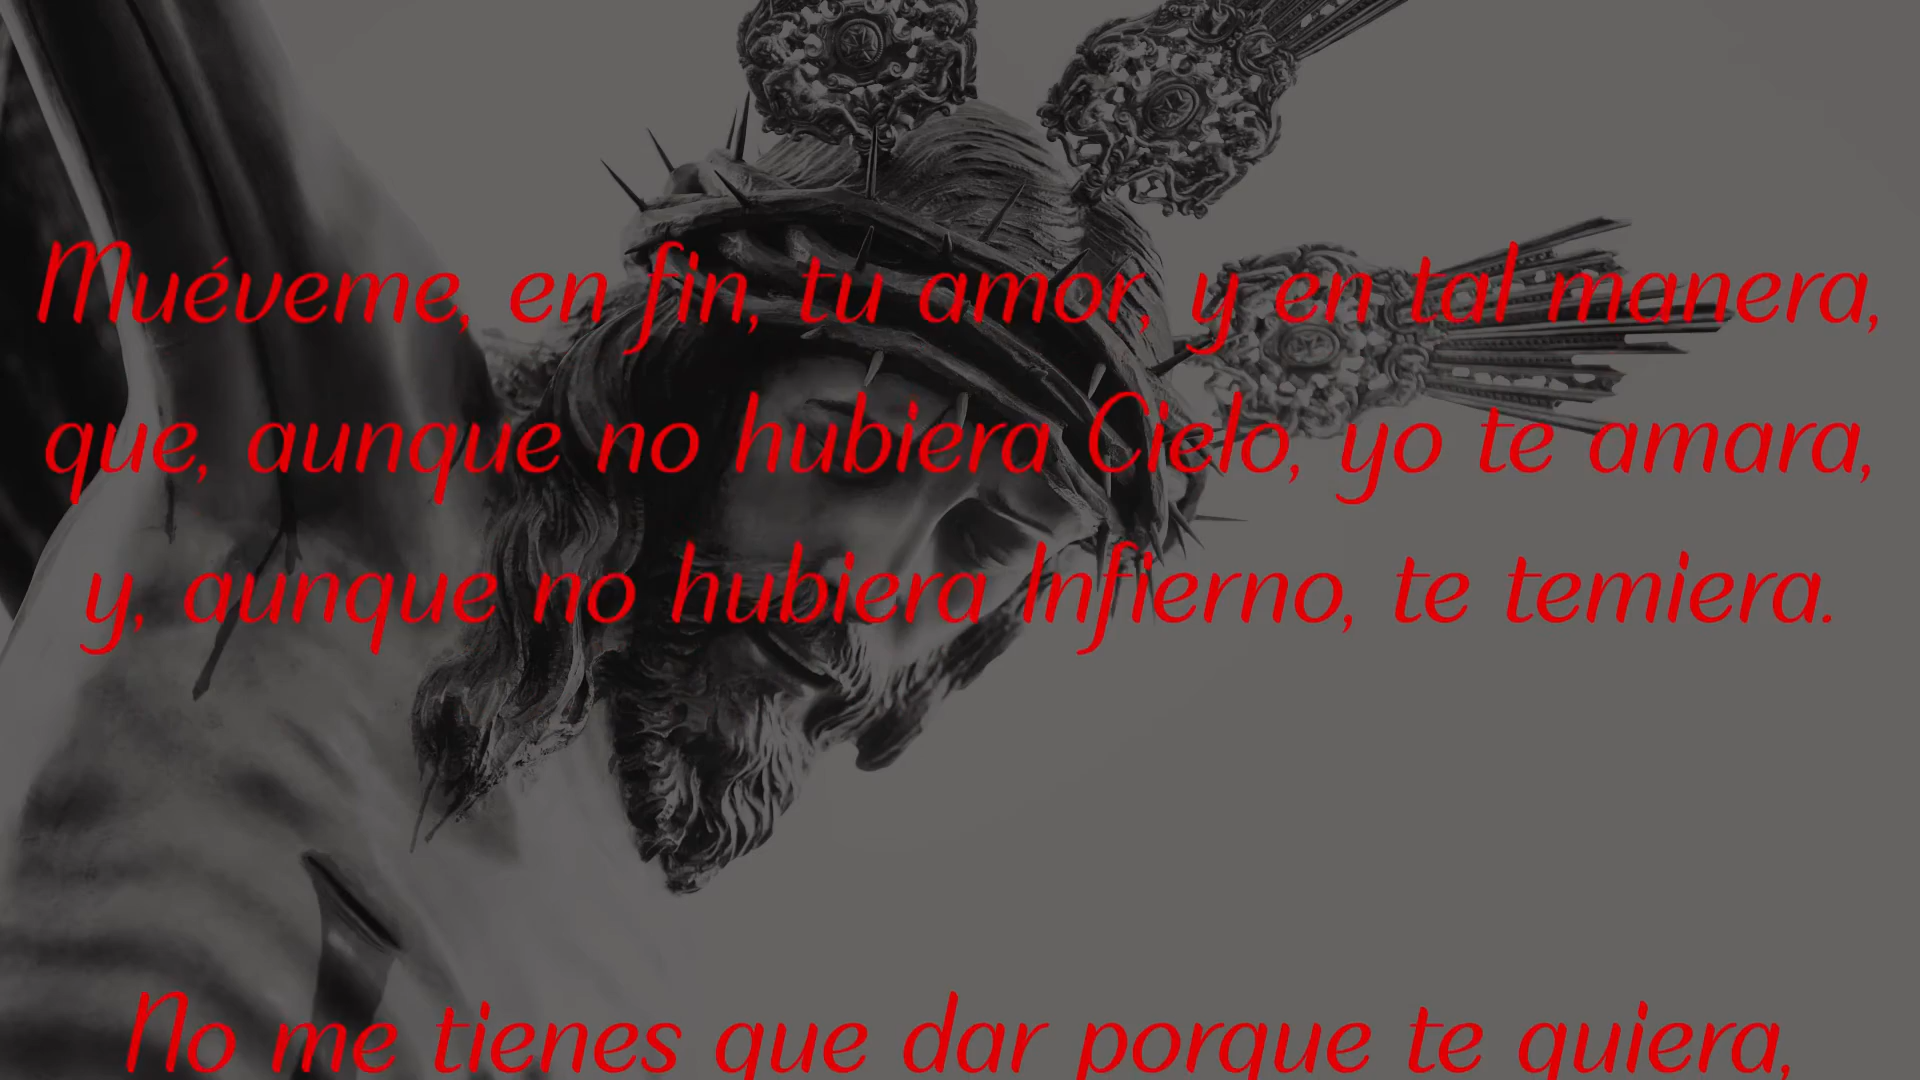 Muéveme, en fin, tu amor, y en tal manera,
que, aunque no hubiera Cielo, yo te amara,
y, aunque no hubiera Infierno, te temiera.
No me tienes que dar porque te quiera,